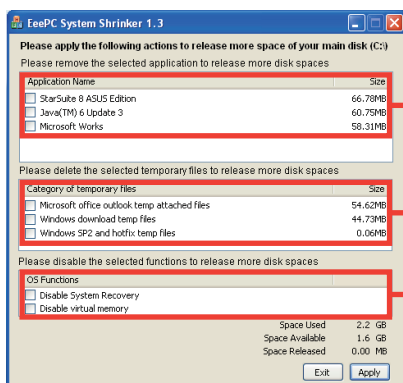 EeePC System Shrinker 1.3
Please apply the following actions to release more space of your main disk (C:\)
Please remove the selected application to release more disk spaces
Application Name Size
StarSuite 8 ASUS Edition 66.78MB
Java(TM) 6 Update 3 60.75MB
Microsoft Works 58.31MB
Please delete the selected temporary files to release more disk spaces
Category of temporary files Size
Microsoft office outlook temp attached files 54.62MB
Windows download temp files 44.73MB
Windows SP2 and hotfix temp files 0.06MB
Please disable the selected functions to release more disk spaces
OS Functions
Disable System Recovery
Disable virtual memory
Space Used 2.2 GB
Space Available 1.6 GB
Space Released 0.00 MB
Exit Apply